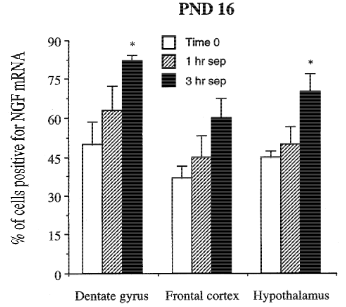 PND 16
% of cells positive for NGF mRNA
90
75
60
45
30
15
0
Time 0
1 hr sep
3 hr sep
*
*
Dentate gyrus
Frontal cortex
Hypothalamus